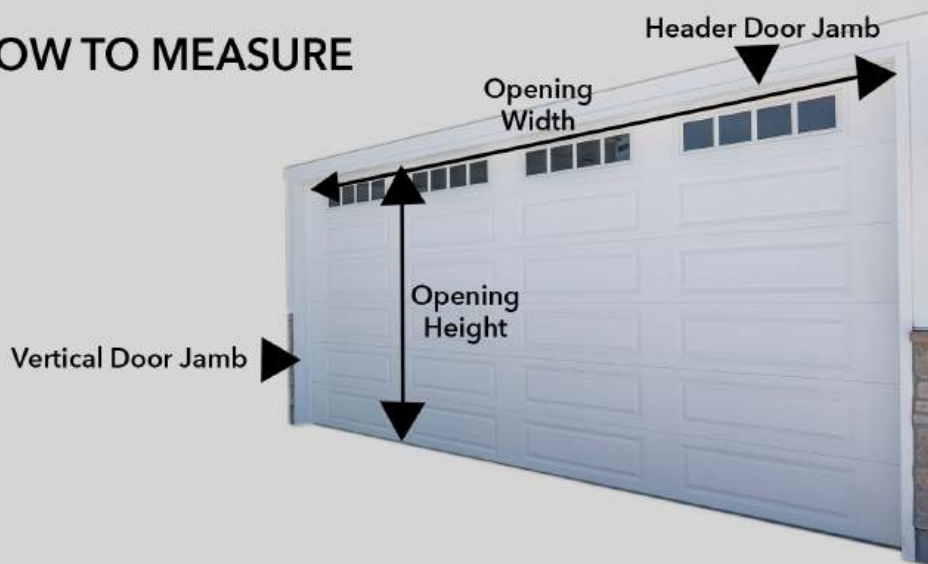 OW TO MEASURE
Header Door Jamb
Opening
Width
Opening
Height
Vertical Door Jamb